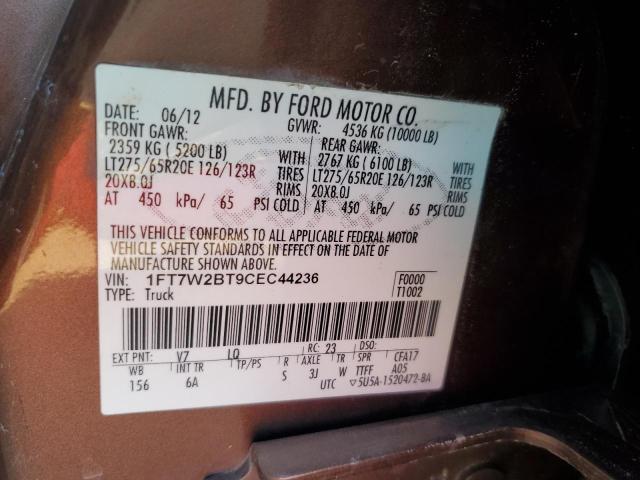 MFD. BY FORD MOTOR CO.
DATE: 06/12 GVWR: 4536 KG (10000 LB)
FRONT GAWR: REAR GAWR:
2359 KG ( 5200 LB) WITH 2767 KG ( 6100 LB) WITH
LT275/65R20E 126/123R TIRES LT275/65R20E 126/123R TIRES
20X8.0J RIMS 20X8.0J RIMS
AT 450 kPa/ 65 PSI COLD AT 450 kPa/ 65 PSI COLD
THIS VEHICLE CONFORMS TO ALL APPLICABLE FEDERAL MOTOR
VEHICLE SAFETY STANDARDS IN EFFECT ON THE DATE OF
MANUFACTURE SHOWN ABOVE.
VIN: 1FT7W2BT9CEC44236 F0000
TYPE: Truck T1002
EXT PNT: V7 LQ RC: 23 DSO:
WB INT TR TP/PS R AXLE TR SPR CFA17
156 6A S 3J W TTFF A05
UTC ▽5U5A-1520472-BA